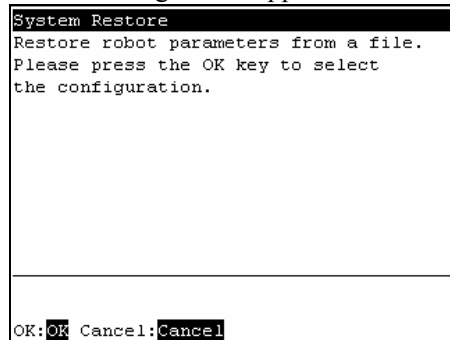 System Restore
Restore robot parameters from a file.
Please press the OK key to select
the configuration.
OK:OK Cancel:Cancel